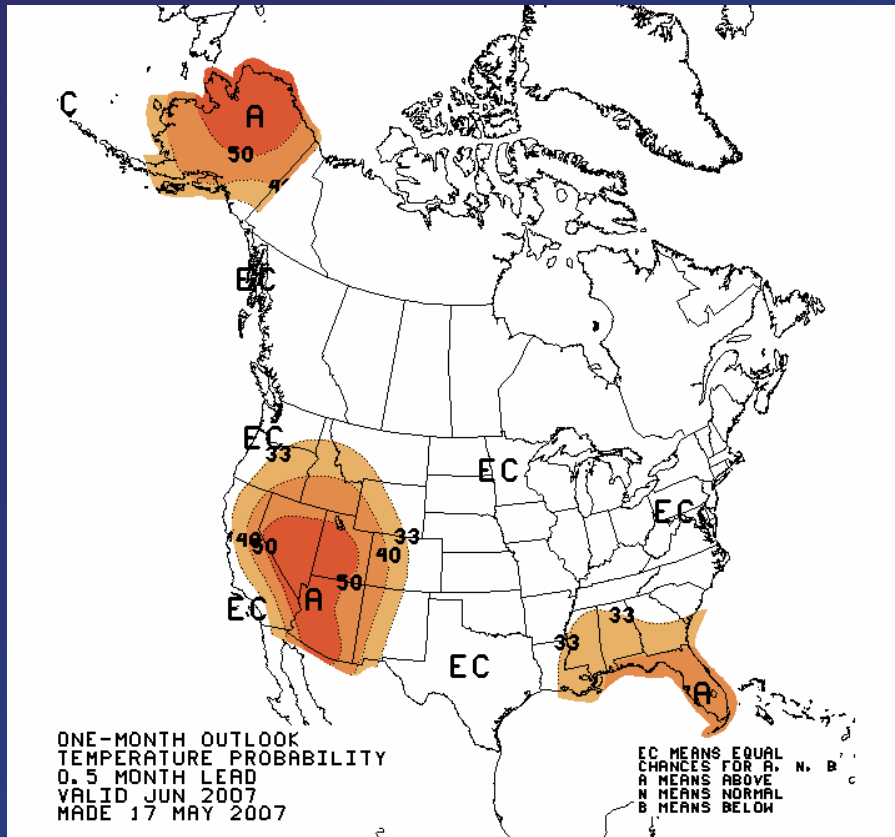 C
A
50
EC
EC
33
EC
EC
40
50
33
40
50
A
EC
33
33
EC
A
ONE-MONTH OUTLOOK
TEMPERATURE PROBABILITY
0.5 MONTH LEAD
VALID JUN 2007
MADE 17 MAY 2007
EC MEANS EQUAL
CHANCES FOR A, N, B
A MEANS ABOVE
N MEANS NORMAL
B MEANS BELOW